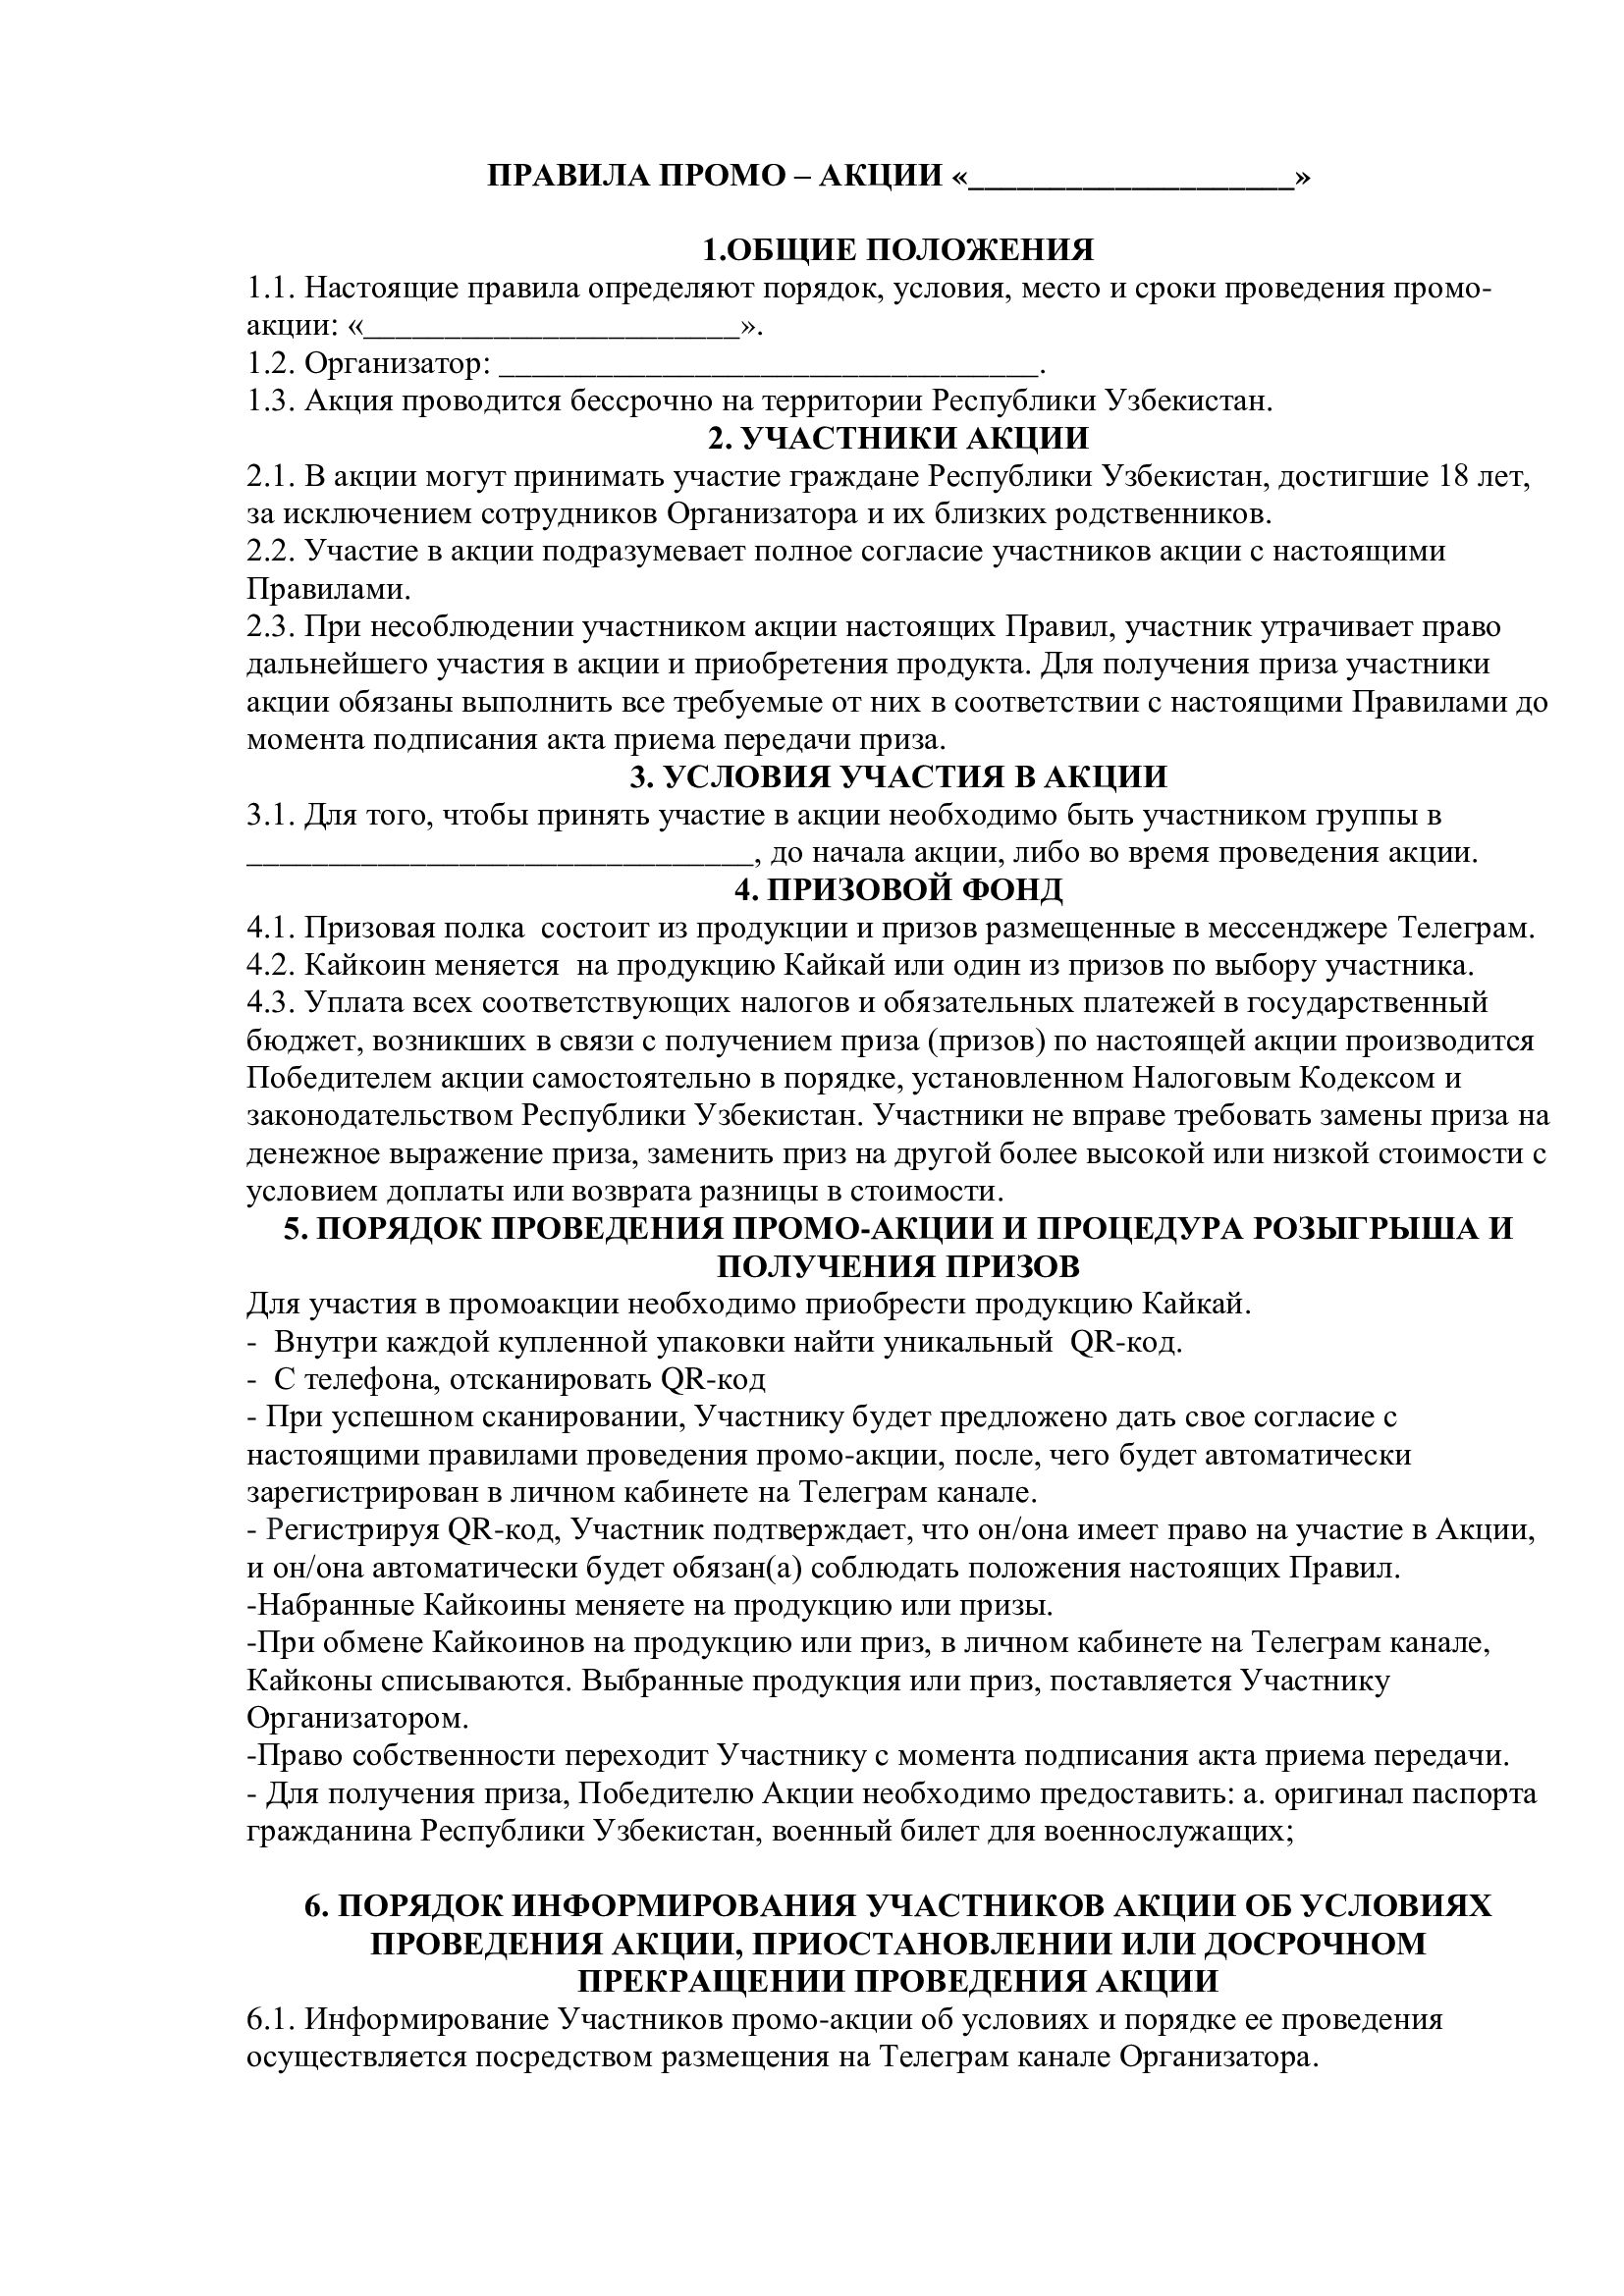 ПРАВИЛА ПРОМО – АКЦИИ «____________________»
1.ОБЩИЕ ПОЛОЖЕНИЯ
1.1. Настоящие правила определяют порядок, условия, место и сроки проведения промо-
акции: «_______________________».
1.2. Организатор: _________________________________.
1.3. Акция проводится бессрочно на территории Республики Узбекистан.
2. УЧАСТНИКИ АКЦИИ
2.1. В акции могут принимать участие граждане Республики Узбекистан, достигшие 18 лет,
за исключением сотрудников Организатора и их близких родственников.
2.2. Участие в акции подразумевает полное согласие участников акции с настоящими
Правилами.
2.3. При несоблюдении участником акции настоящих Правил, участник утрачивает право
дальнейшего участия в акции и приобретения продукта. Для получения приза участники
акции обязаны выполнить все требуемые от них в соответствии с настоящими Правилами до
момента подписания акта приема передачи приза.
3. УСЛОВИЯ УЧАСТИЯ В АКЦИИ
3.1. Для того, чтобы принять участие в акции необходимо быть участником группы в
_______________________________, до начала акции, либо во время проведения акции.
4. ПРИЗОВОЙ ФОНД
4.1. Призовая полка  состоит из продукции и призов размещенные в мессенджере Телеграм.
4.2. Кайкоин меняется  на продукцию Кайкай или один из призов по выбору участника.
4.3. Уплата всех соответствующих налогов и обязательных платежей в государственный
бюджет, возникших в связи с получением приза (призов) по настоящей акции производится
Победителем акции самостоятельно в порядке, установленном Налоговым Кодексом и
законодательством Республики Узбекистан. Участники не вправе требовать замены приза на
денежное выражение приза, заменить приз на другой более высокой или низкой стоимости с
условием доплаты или возврата разницы в стоимости.
5. ПОРЯДОК ПРОВЕДЕНИЯ ПРОМО-АКЦИИ И ПРОЦЕДУРА РОЗЫГРЫША И
ПОЛУЧЕНИЯ ПРИЗОВ
Для участия в промоакции необходимо приобрести продукцию Кайкай.
-  Внутри каждой купленной упаковки найти уникальный  QR-код.
-  С телефона, отсканировать QR-код
- При успешном сканировании, Участнику будет предложено дать свое согласие с
настоящими правилами проведения промо-акции, после, чего будет автоматически
зарегистрирован в личном кабинете на Телеграм канале.
- Регистрируя QR-код, Участник подтверждает, что он/она имеет право на участие в Акции,
и он/она автоматически будет обязан(а) соблюдать положения настоящих Правил.
-Набранные Кайкоины меняете на продукцию или призы.
-При обмене Кайкоинов на продукцию или приз, в личном кабинете на Телеграм канале,
Кайконы списываются. Выбранные продукция или приз, поставляется Участнику
Организатором.
-Право собственности переходит Участнику с момента подписания акта приема передачи.
- Для получения приза, Победителю Акции необходимо предоставить: а. оригинал паспорта
гражданина Республики Узбекистан, военный билет для военнослужащих;
6. ПОРЯДОК ИНФОРМИРОВАНИЯ УЧАСТНИКОВ АКЦИИ ОБ УСЛОВИЯХ
ПРОВЕДЕНИЯ АКЦИИ, ПРИОСТАНОВЛЕНИИ ИЛИ ДОСРОЧНОМ
ПРЕКРАЩЕНИИ ПРОВЕДЕНИЯ АКЦИИ
6.1. Информирование Участников промо-акции об условиях и порядке ее проведения
осуществляется посредством размещения на Телеграм канале Организатора.